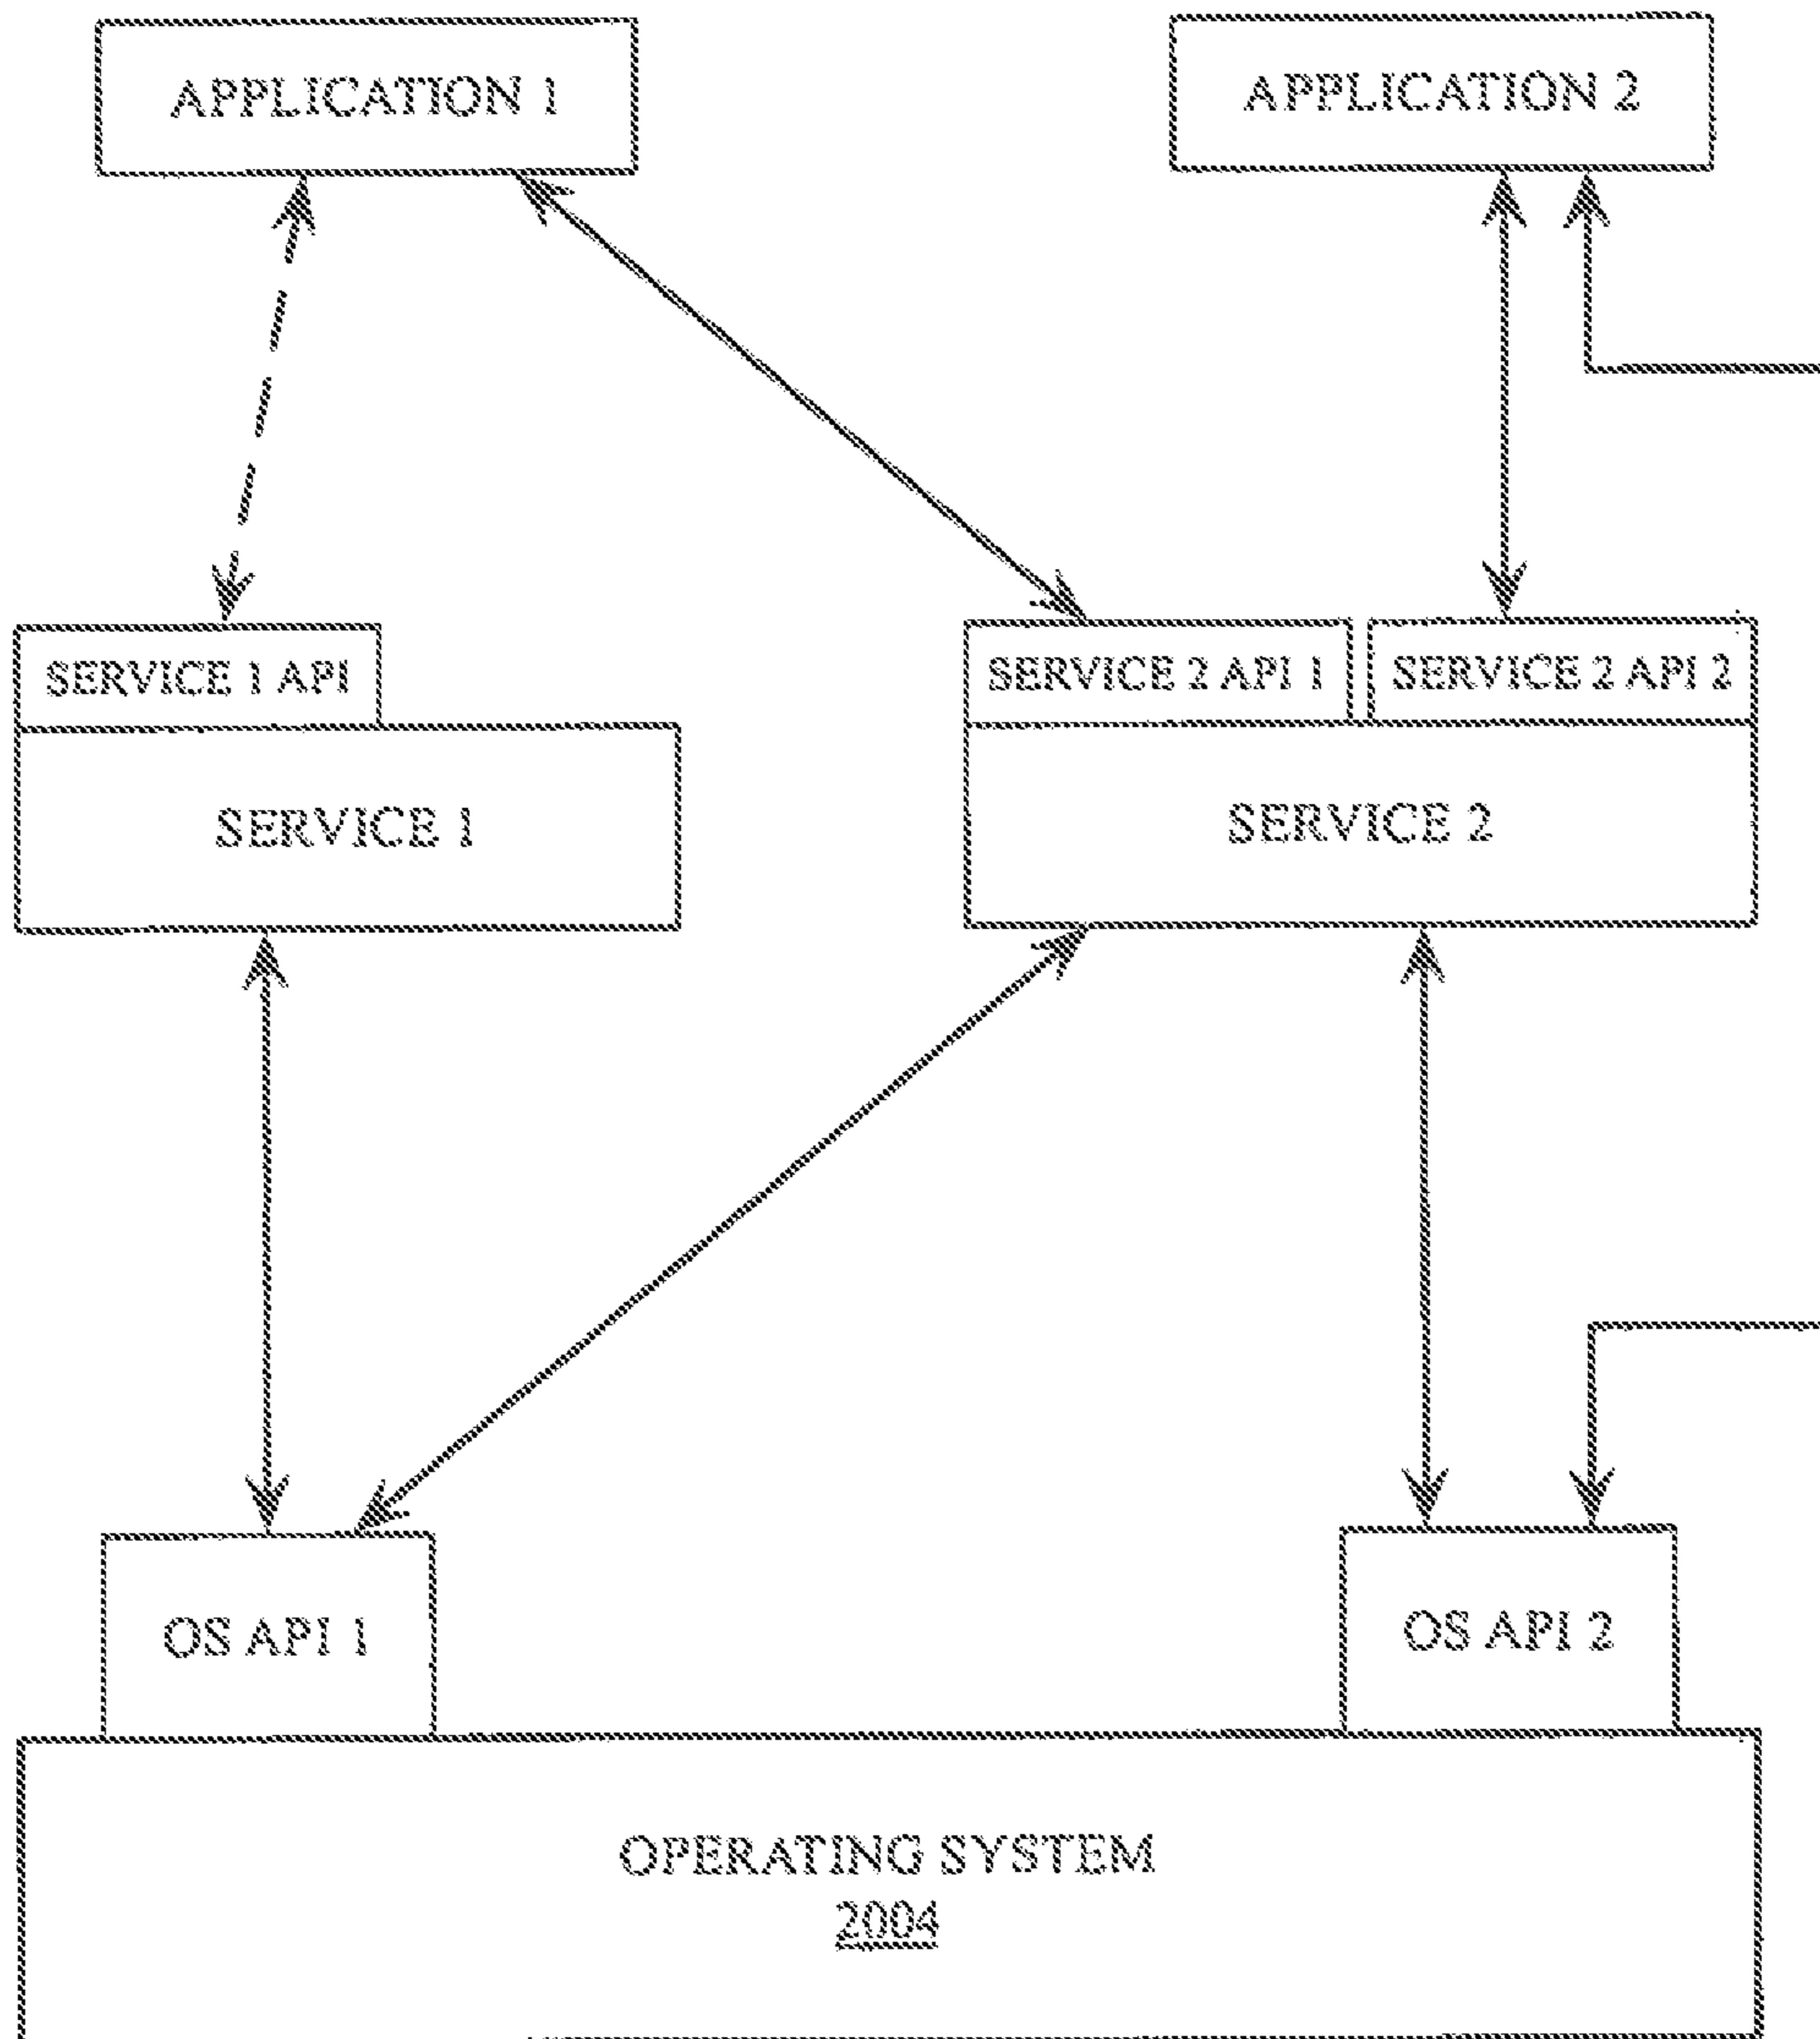 APPLICATION 1
APPLICATION 2
SERVICE 1 API
SERVICE 2 API 1
SERVICE 2 API 2
SERVICE 1
SERVICE 2
OS API 1
OS API 2
OPERATING SYSTEM
2004